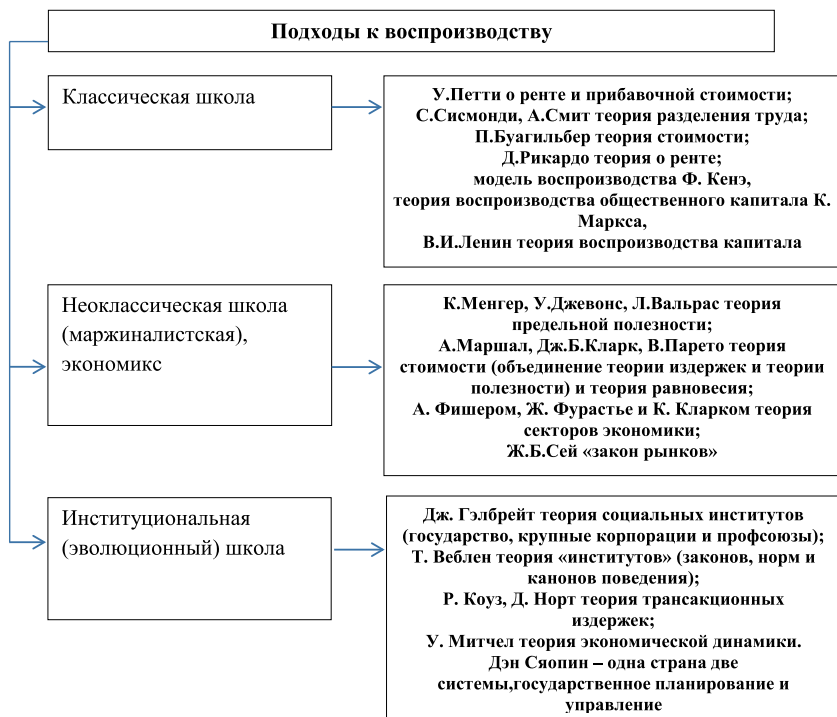 Подходы к воспроизводству
Классическая школа
У.Петти о ренте и прибавочной стоимости;
С.Сисмонди, А.Смит теория разделения труда;
П.Буагильбер теория стоимости;
Д.Рикардо теория о ренте;
модель воспроизводства Ф. Кенэ,
теория воспроизводства общественного капитала К.
Маркса,
В.И.Ленин теория воспроизводства капитала
Неоклассическая школа
(маржиналистская),
экономикс
К.Менгер, У.Джевонс, Л.Вальрас теория
предельной полезности;
А.Маршал, Дж.Б.Кларк, В.Парето теория
стоимости (объединение теории издержек и теории
полезности) и теория равновесия;
А. Фишером, Ж. Фурастье и К. Кларком теория
секторов экономики;
Ж.Б.Сей «закон рынков»
Институциональная
(эволюционный) школа
Дж. Гэлбрейт теория социальных институтов
(государство, крупные корпорации и профсоюзы);
Т. Веблен теория «институтов» (законов, норм и
канонов поведения);
Р. Коуз, Д. Норт теория трансакционных
издержек;
У. Митчел теория экономической динамики.
Дэн Сяопин – одна страна две
системы,государственное планирование и
управление